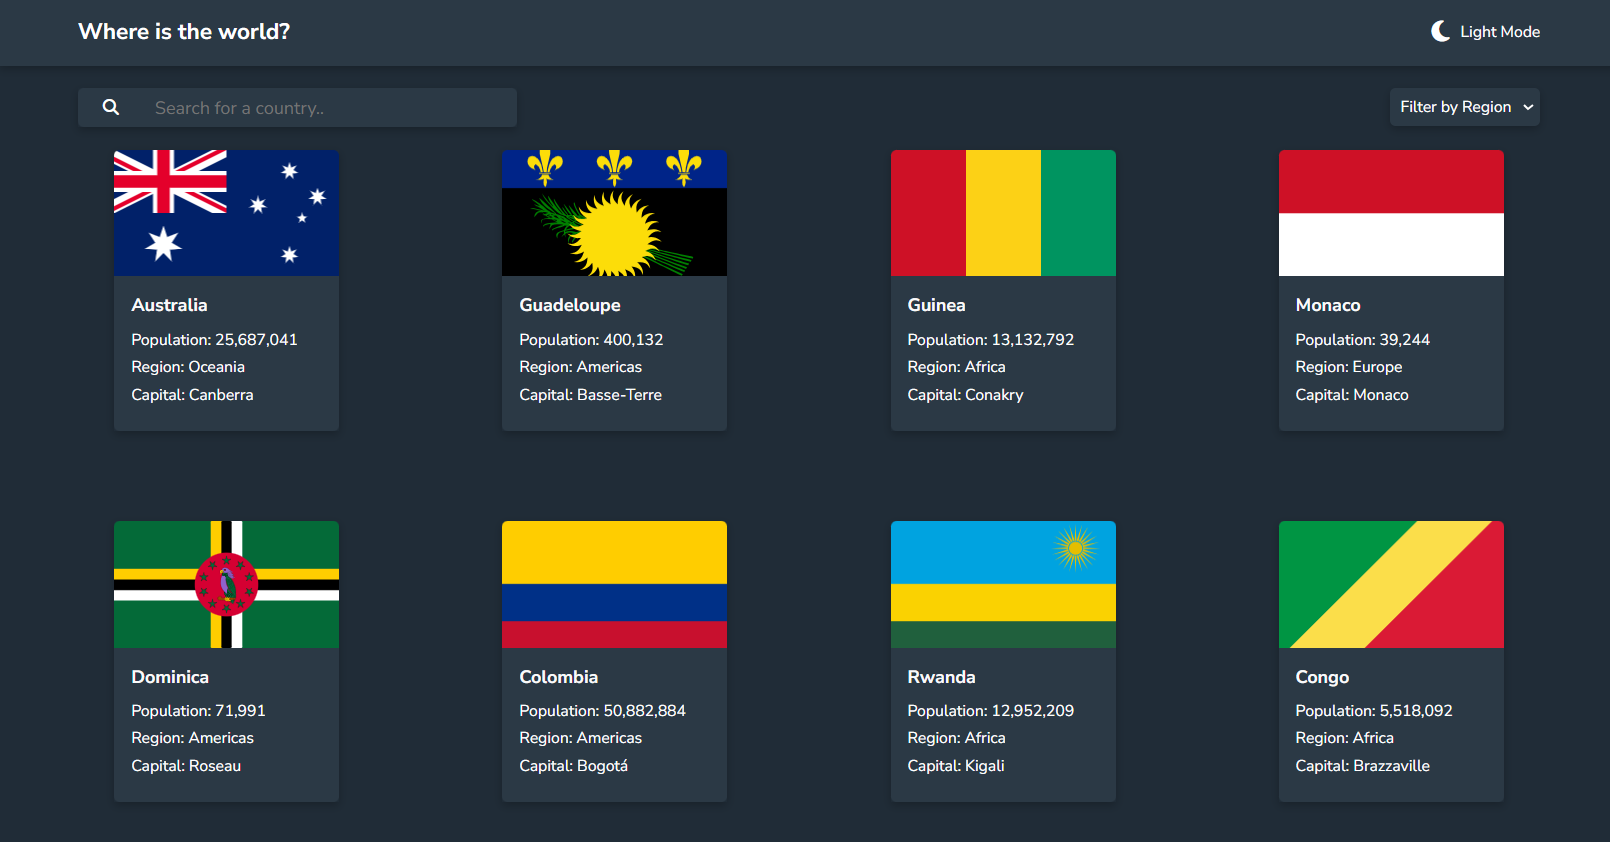 Where is the world?
Light Mode
Search for a country..
Filter by Region
Australia
Population: 25,687,041
Region: Oceania
Capital: Canberra
Guadeloupe
Population: 400,132
Region: Americas
Capital: Basse-Terre
Guinea
Population: 13,132,792
Region: Africa
Capital: Conakry
Monaco
Population: 39,244
Region: Europe
Capital: Monaco
Dominica
Population: 71,991
Region: Americas
Capital: Roseau
Colombia
Population: 50,882,884
Region: Americas
Capital: Bogotá
Rwanda
Population: 12,952,209
Region: Africa
Capital: Kigali
Congo
Population: 5,518,092
Region: Africa
Capital: Brazzaville